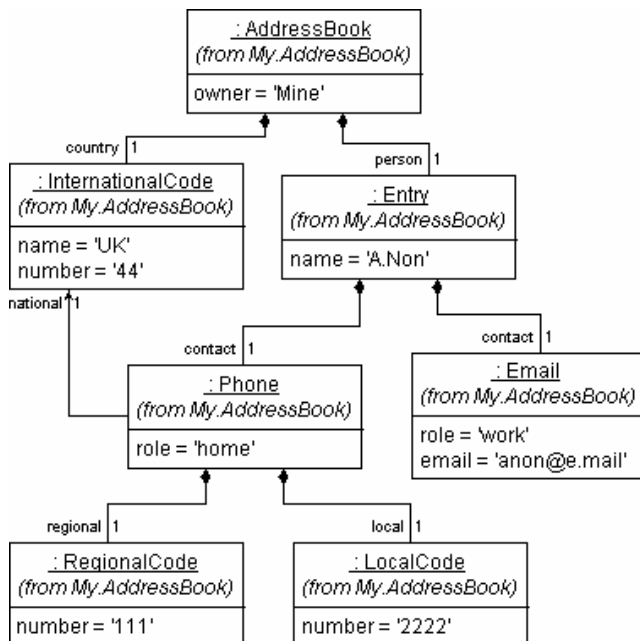 : AddressBook
(from My.AddressBook)
owner = 'Mine'
country 1
person 1
: InternationalCode
(from My.AddressBook)
name = 'UK'
number = '44'
: Entry
(from My.AddressBook)
name = 'A.Non'
national 1
contact 1
contact 1
: Phone
(from My.AddressBook)
role = 'home'
: Email
(from My.AddressBook)
role = 'work'
email = 'anon@e.mail'
regional 1
local 1
: RegionalCode
(from My.AddressBook)
number = '111'
: LocalCode
(from My.AddressBook)
number = '2222'